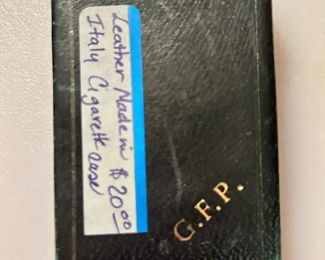 Leather Made in $20.00
Italy Cigarette case
C.F.P.